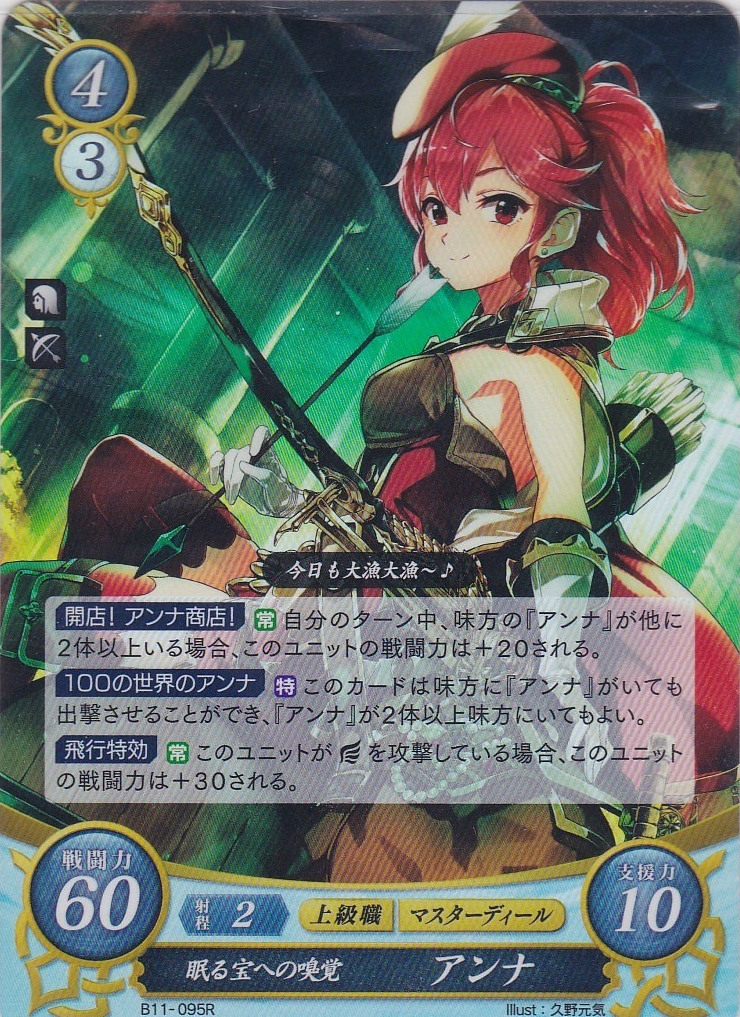 4
3
今日も大漁大漁～♪
開店！ アンナ商店！ 常 自分のターン中、味方の『アンナ』が他に
2体以上いる場合、このユニットの戦闘力は＋20される。
100の世界のアンナ 特 このカードは味方に『アンナ』がいても
出撃させることができ、『アンナ』が2体以上味方にいてもよい。
飛行特効 常 このユニットが を攻撃している場合、このユニット
の戦闘力は＋30される。
戦闘力
60
射程 2
上級職 マスターディール
支援力
10
眠る宝への嗅覚 アンナ
B11-095R
Illust：久野元気